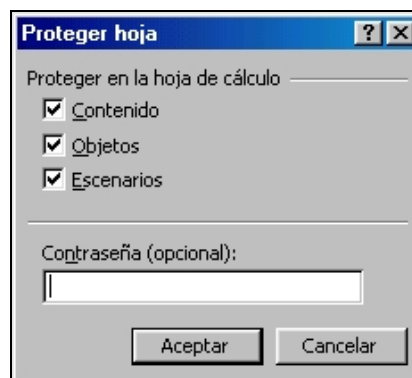 Proteger hoja
Proteger en la hoja de cálculo
Contenido
Objetos
Escenarios
Contraseña (opcional):
Aceptar Cancelar